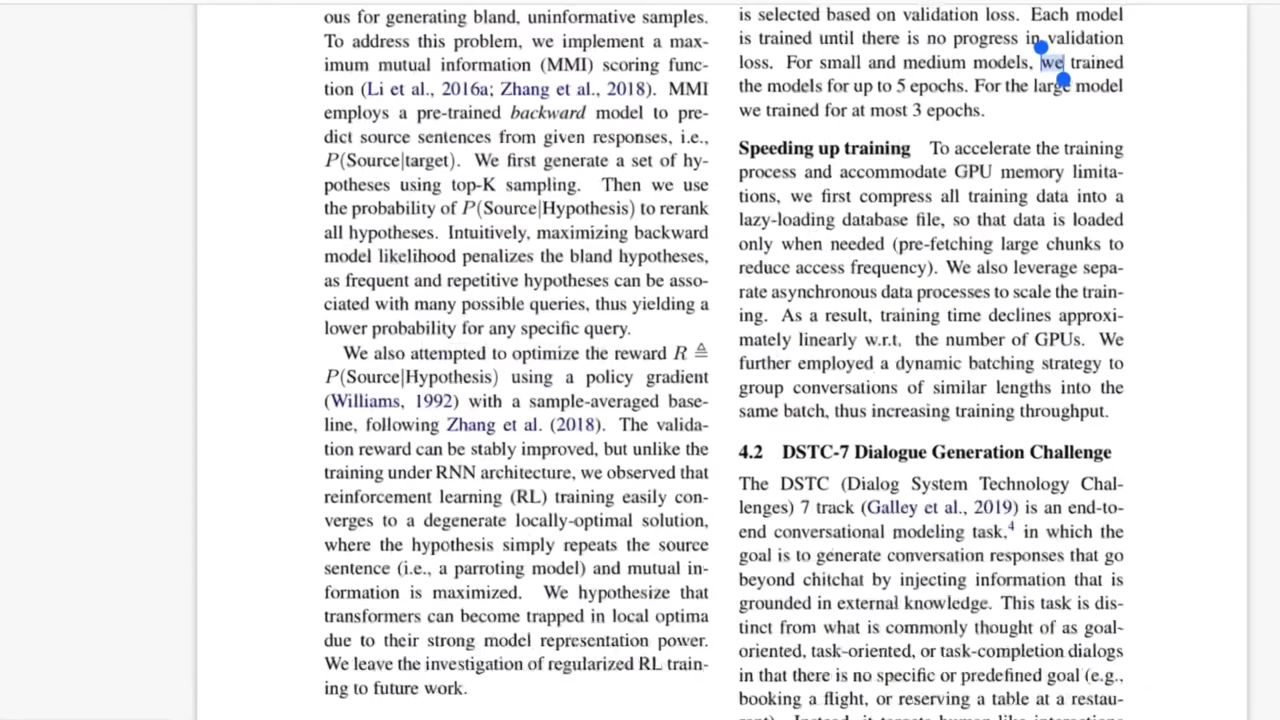 ous for generating bland, uninformative samples.
To address this problem, we implement a max-
imum mutual information (MMI) scoring func-
tion (Li et al., 2016a; Zhang et al., 2018). MMI
employs a pre-trained backward model to pre-
dict source sentences from given responses, i.e.,
P(Source|target). We first generate a set of hy-
potheses using top-K sampling. Then we use
the probability of P(Source|Hypothesis) to rerank
all hypotheses. Intuitively, maximizing backward
model likelihood penalizes the bland hypotheses,
as frequent and repetitive hypotheses can be asso-
ciated with many possible queries, thus yielding a
lower probability for any specific query.
We also attempted to optimize the reward R ≜
P(Source|Hypothesis) using a policy gradient
(Williams, 1992) with a sample-averaged base-
line, following Zhang et al. (2018). The valida-
tion reward can be stably improved, but unlike the
training under RNN architecture, we observed that
reinforcement learning (RL) training easily con-
verges to a degenerate locally-optimal solution,
where the hypothesis simply repeats the source
sentence (i.e., a parroting model) and mutual in-
formation is maximized. We hypothesize that
transformers can become trapped in local optima
due to their strong model representation power.
We leave the investigation of regularized RL train-
ing to future work.
is selected based on validation loss. Each model
is trained until there is no progress in validation
loss. For small and medium models, we trained
the models for up to 5 epochs. For the large model
we trained for at most 3 epochs.
Speeding up training To accelerate the training
process and accommodate GPU memory limita-
tions, we first compress all training data into a
lazy-loading database file, so that data is loaded
only when needed (pre-fetching large chunks to
reduce access frequency). We also leverage sepa-
rate asynchronous data processes to scale the train-
ing. As a result, training time declines approxi-
mately linearly w.r.t. the number of GPUs. We
further employed a dynamic batching strategy to
group conversations of similar lengths into the
same batch, thus increasing training throughput.
4.2 DSTC-7 Dialogue Generation Challenge
The DSTC (Dialog System Technology Chal-
lenges) 7 track (Galley et al., 2019) is an end-to-
end conversational modeling task,4 in which the
goal is to generate conversation responses that go
beyond chitchat by injecting information that is
grounded in external knowledge. This task is dis-
tinct from what is commonly thought of as goal-
oriented, task-oriented, or task-completion dialogs
in that there is no specific or predefined goal (e.g.,
booking a flight, or reserving a table at a restau-